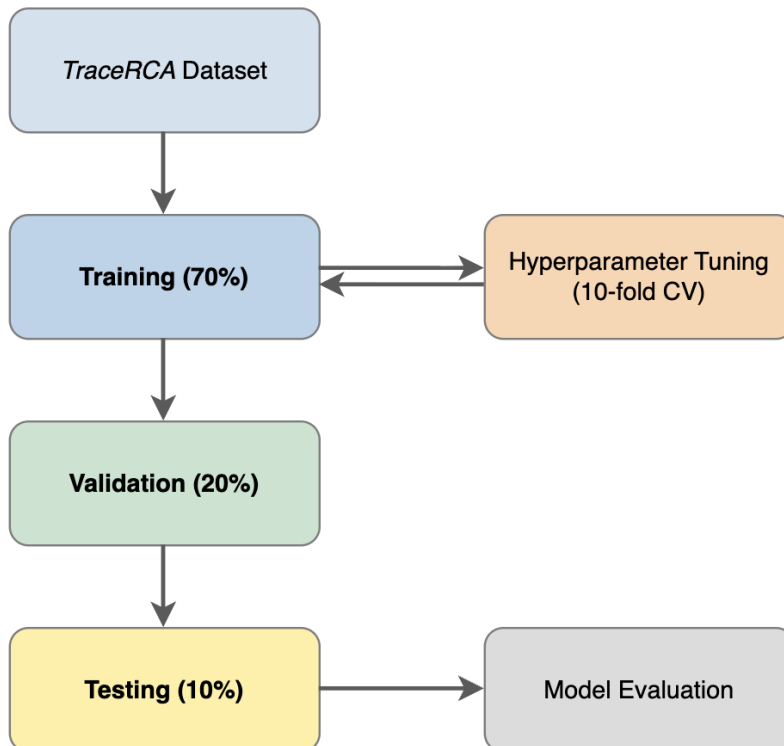 TraceRCA Dataset
Training (70%)
Hyperparameter Tuning
(10-fold CV)
Validation (20%)
Testing (10%)
Model Evaluation